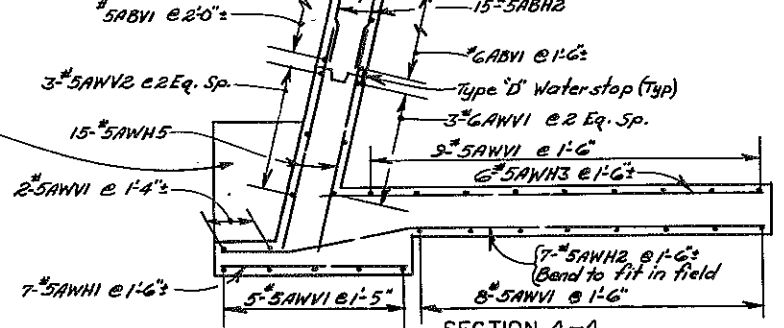 #5ABV1 @ 2'-0"±
15-#5ABH2
#6ABV1 @ 1'-6"±
3-#5AWV2 @ 2 Eq. Sp.
Type "D" Waterstop (Typ)
3-#6AWV1 @ 2 Eq. Sp.
15-#5AWH5
9-#5AWV1 @ 1'-6"
6-#5AWH3 @ 1'-6"±
2-#5AWV1 @ 1'-4"±
7-#5AWH2 @ 1'-6"±
Bend to fit in field
7-#5AWH1 @ 1'-6"±
5-#5AWV1 @ 1'-5"
8-#5AWV1 @ 1'-6"
SECTION A-A